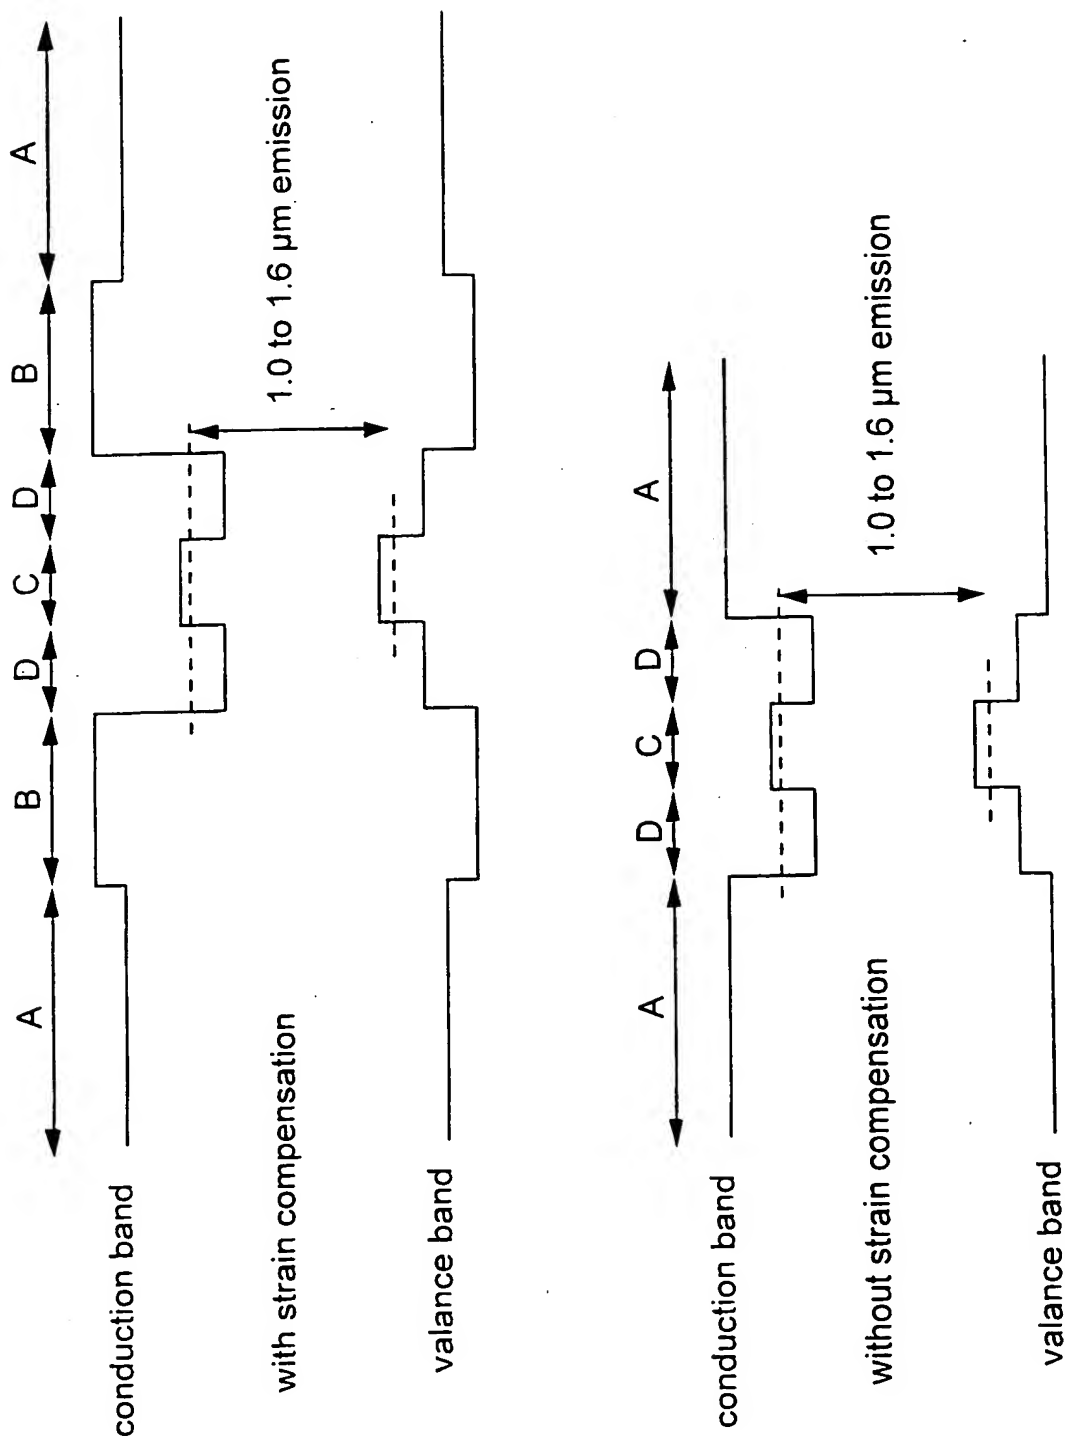 A
B
D
C
D
B
A
conduction band
with strain compensation
1.0 to 1.6 µm emission
valance band
A
D
C
D
A
conduction band
without strain compensation
1.0 to 1.6 µm emission
valance band